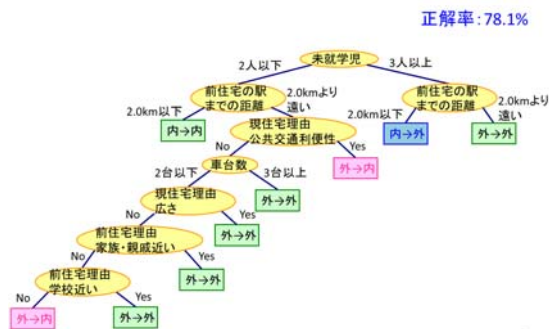 正解率:78.1%
未就学児
2人以下
3人以上
前住宅の駅
までの距離
前住宅の駅
までの距離
2.0km以下
2.0kmより
遠い
2.0km以下
2.0kmより
遠い
内→内
現住宅理由
公共交通利便性
内→外
外→外
No
Yes
車台数
外→内
2台以下
3台以上
現住宅理由
広さ
外→外
No
Yes
前住宅理由
家族・親戚近い
外→外
No
Yes
前住宅理由
学校近い
外→外
No
Yes
外→内
外→外